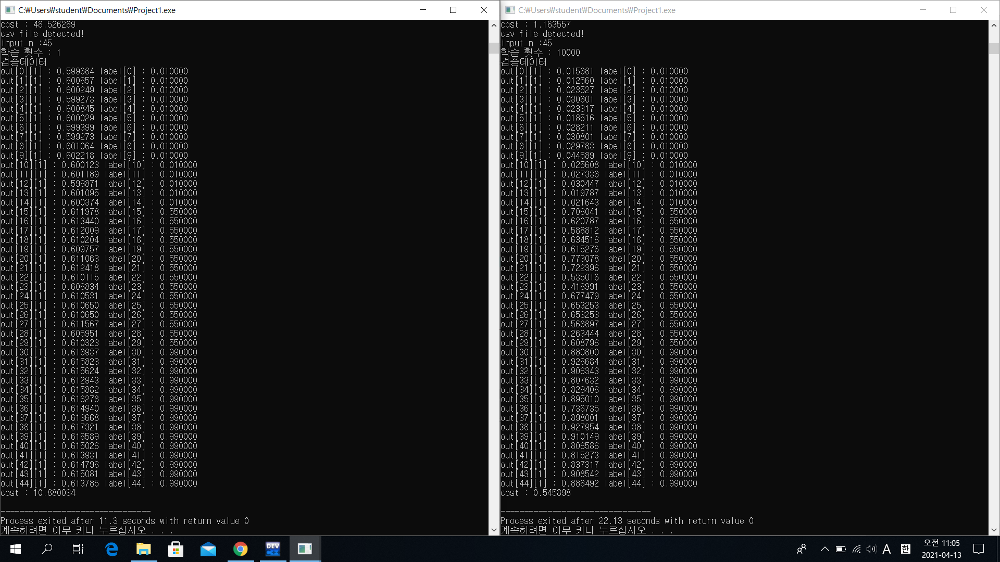 C:₩Users₩student₩Documents₩Project1.exe
cost : 48.526289
csv file detected!
input_n :45
학습 횟수 : 1
검증데이터
out[0][1] : 0.599684 label[0] : 0.010000
out[1][1] : 0.600657 label[1] : 0.010000
out[2][1] : 0.600249 label[2] : 0.010000
out[3][1] : 0.599273 label[3] : 0.010000
out[4][1] : 0.600845 label[4] : 0.010000
out[5][1] : 0.600029 label[5] : 0.010000
out[6][1] : 0.599399 label[6] : 0.010000
out[7][1] : 0.599273 label[7] : 0.010000
out[8][1] : 0.601064 label[8] : 0.010000
out[9][1] : 0.602218 label[9] : 0.010000
out[10][1] : 0.600123 label[10] : 0.010000
out[11][1] : 0.601189 label[11] : 0.010000
out[12][1] : 0.599871 label[12] : 0.010000
out[13][1] : 0.601095 label[13] : 0.010000
out[14][1] : 0.600374 label[14] : 0.010000
out[15][1] : 0.611978 label[15] : 0.550000
out[16][1] : 0.613440 label[16] : 0.550000
out[17][1] : 0.612009 label[17] : 0.550000
out[18][1] : 0.610204 label[18] : 0.550000
out[19][1] : 0.609757 label[19] : 0.550000
out[20][1] : 0.611063 label[20] : 0.550000
out[21][1] : 0.612418 label[21] : 0.550000
out[22][1] : 0.610115 label[22] : 0.550000
out[23][1] : 0.606834 label[23] : 0.550000
out[24][1] : 0.610531 label[24] : 0.550000
out[25][1] : 0.610650 label[25] : 0.550000
out[26][1] : 0.610650 label[26] : 0.550000
out[27][1] : 0.611567 label[27] : 0.550000
out[28][1] : 0.605951 label[28] : 0.550000
out[29][1] : 0.610323 label[29] : 0.550000
out[30][1] : 0.618937 label[30] : 0.990000
out[31][1] : 0.615823 label[31] : 0.990000
out[32][1] : 0.615624 label[32] : 0.990000
out[33][1] : 0.612943 label[33] : 0.990000
out[34][1] : 0.615882 label[34] : 0.990000
out[35][1] : 0.616278 label[35] : 0.990000
out[36][1] : 0.614940 label[36] : 0.990000
out[37][1] : 0.613668 label[37] : 0.990000
out[38][1] : 0.617321 label[38] : 0.990000
out[39][1] : 0.616589 label[39] : 0.990000
out[40][1] : 0.615026 label[40] : 0.990000
out[41][1] : 0.613931 label[41] : 0.990000
out[42][1] : 0.614796 label[42] : 0.990000
out[43][1] : 0.615081 label[43] : 0.990000
out[44][1] : 0.613785 label[44] : 0.990000
cost : 10.880034
--------------------------------
Process exited after 11.3 seconds with return value 0
계속하려면 아무 키나 누르십시오 . . .
C:₩Users₩student₩Documents₩Project1.exe
cost : 1.163557
csv file detected!
input_n :45
학습 횟수 : 10000
검증데이터
out[0][1] : 0.015881 label[0] : 0.010000
out[1][1] : 0.012560 label[1] : 0.010000
out[2][1] : 0.023527 label[2] : 0.010000
out[3][1] : 0.030801 label[3] : 0.010000
out[4][1] : 0.023317 label[4] : 0.010000
out[5][1] : 0.018516 label[5] : 0.010000
out[6][1] : 0.028211 label[6] : 0.010000
out[7][1] : 0.030801 label[7] : 0.010000
out[8][1] : 0.029783 label[8] : 0.010000
out[9][1] : 0.044589 label[9] : 0.010000
out[10][1] : 0.025608 label[10] : 0.010000
out[11][1] : 0.027338 label[11] : 0.010000
out[12][1] : 0.030447 label[12] : 0.010000
out[13][1] : 0.019787 label[13] : 0.010000
out[14][1] : 0.021643 label[14] : 0.010000
out[15][1] : 0.706041 label[15] : 0.550000
out[16][1] : 0.620787 label[16] : 0.550000
out[17][1] : 0.588812 label[17] : 0.550000
out[18][1] : 0.634516 label[18] : 0.550000
out[19][1] : 0.615276 label[19] : 0.550000
out[20][1] : 0.773078 label[20] : 0.550000
out[21][1] : 0.722396 label[21] : 0.550000
out[22][1] : 0.535016 label[22] : 0.550000
out[23][1] : 0.416991 label[23] : 0.550000
out[24][1] : 0.677479 label[24] : 0.550000
out[25][1] : 0.653253 label[25] : 0.550000
out[26][1] : 0.653253 label[26] : 0.550000
out[27][1] : 0.568897 label[27] : 0.550000
out[28][1] : 0.263444 label[28] : 0.550000
out[29][1] : 0.608796 label[29] : 0.550000
out[30][1] : 0.880800 label[30] : 0.990000
out[31][1] : 0.926684 label[31] : 0.990000
out[32][1] : 0.906343 label[32] : 0.990000
out[33][1] : 0.807632 label[33] : 0.990000
out[34][1] : 0.829406 label[34] : 0.990000
out[35][1] : 0.895010 label[35] : 0.990000
out[36][1] : 0.736735 label[36] : 0.990000
out[37][1] : 0.898001 label[37] : 0.990000
out[38][1] : 0.927954 label[38] : 0.990000
out[39][1] : 0.910149 label[39] : 0.990000
out[40][1] : 0.806586 label[40] : 0.990000
out[41][1] : 0.815273 label[41] : 0.990000
out[42][1] : 0.837317 label[42] : 0.990000
out[43][1] : 0.908542 label[43] : 0.990000
out[44][1] : 0.888492 label[44] : 0.990000
cost : 0.545898
--------------------------------
Process exited after 22.13 seconds with return value 0
계속하려면 아무 키나 누르십시오 . . .
DEV
C++
A
한
오전 11:05
2021-04-13